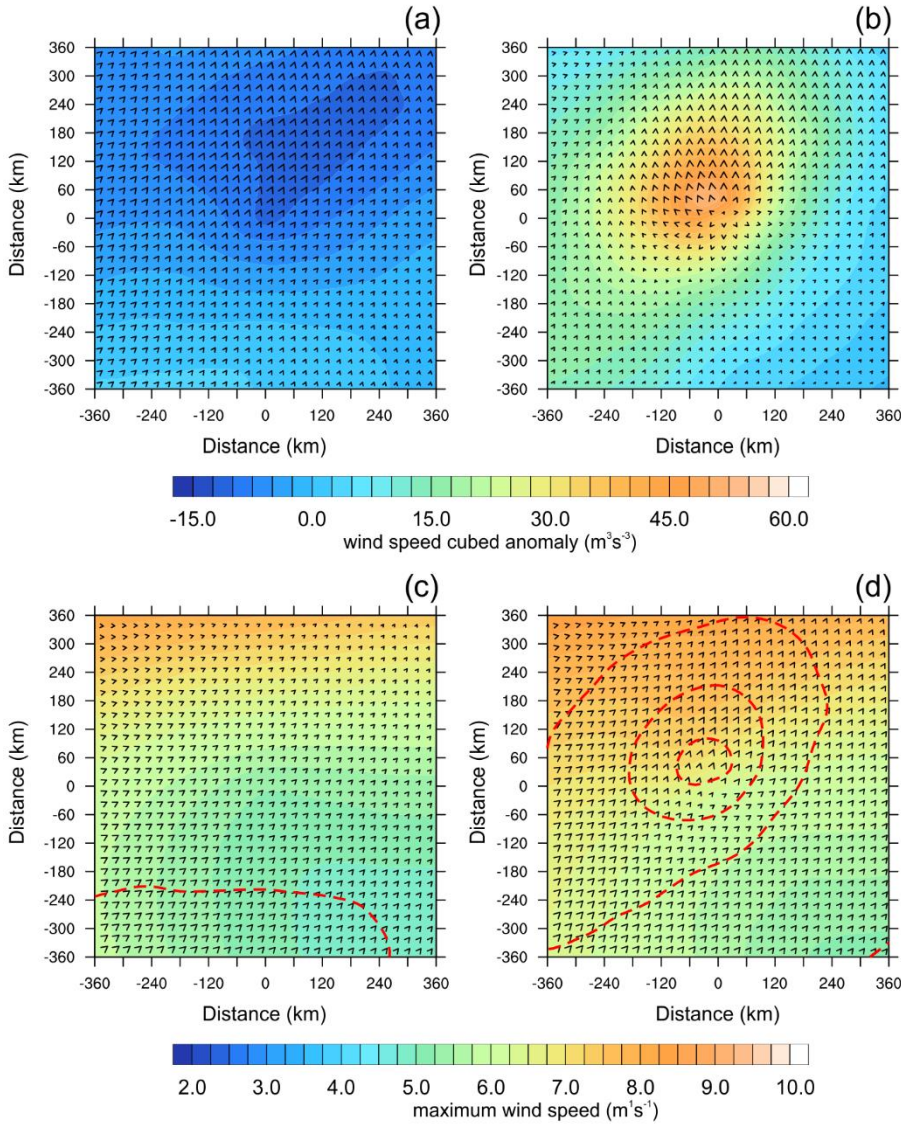 (a)
(b)
360
300
240
180
120
60
0
-60
-120
-180
-240
-300
-360
Distance (km)
-360 -240 -120 0 120 240 360
Distance (km)
360
300
240
180
120
60
0
-60
-120
-180
-240
-300
-360
Distance (km)
-360 -240 -120 0 120 240 360
Distance (km)
-15.0 0.0 15.0 30.0 45.0 60.0
wind speed cubed anomaly (m³s⁻³)
(c)
(d)
360
300
240
180
120
60
0
-60
-120
-180
-240
-300
-360
Distance (km)
-360 -240 -120 0 120 240 360
Distance (km)
360
300
240
180
120
60
0
-60
-120
-180
-240
-300
-360
Distance (km)
-360 -240 -120 0 120 240 360
Distance (km)
2.0 3.0 4.0 5.0 6.0 7.0 8.0 9.0 10.0
maximum wind speed (m¹s⁻¹)